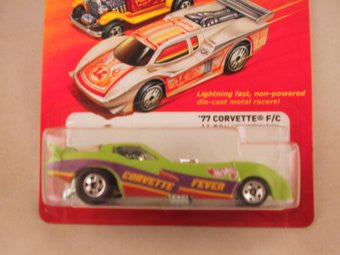 Lightning fast, non-powered
die-cast metal racers!
'77 CORVETTE® F/C
CORVETTE FEVER